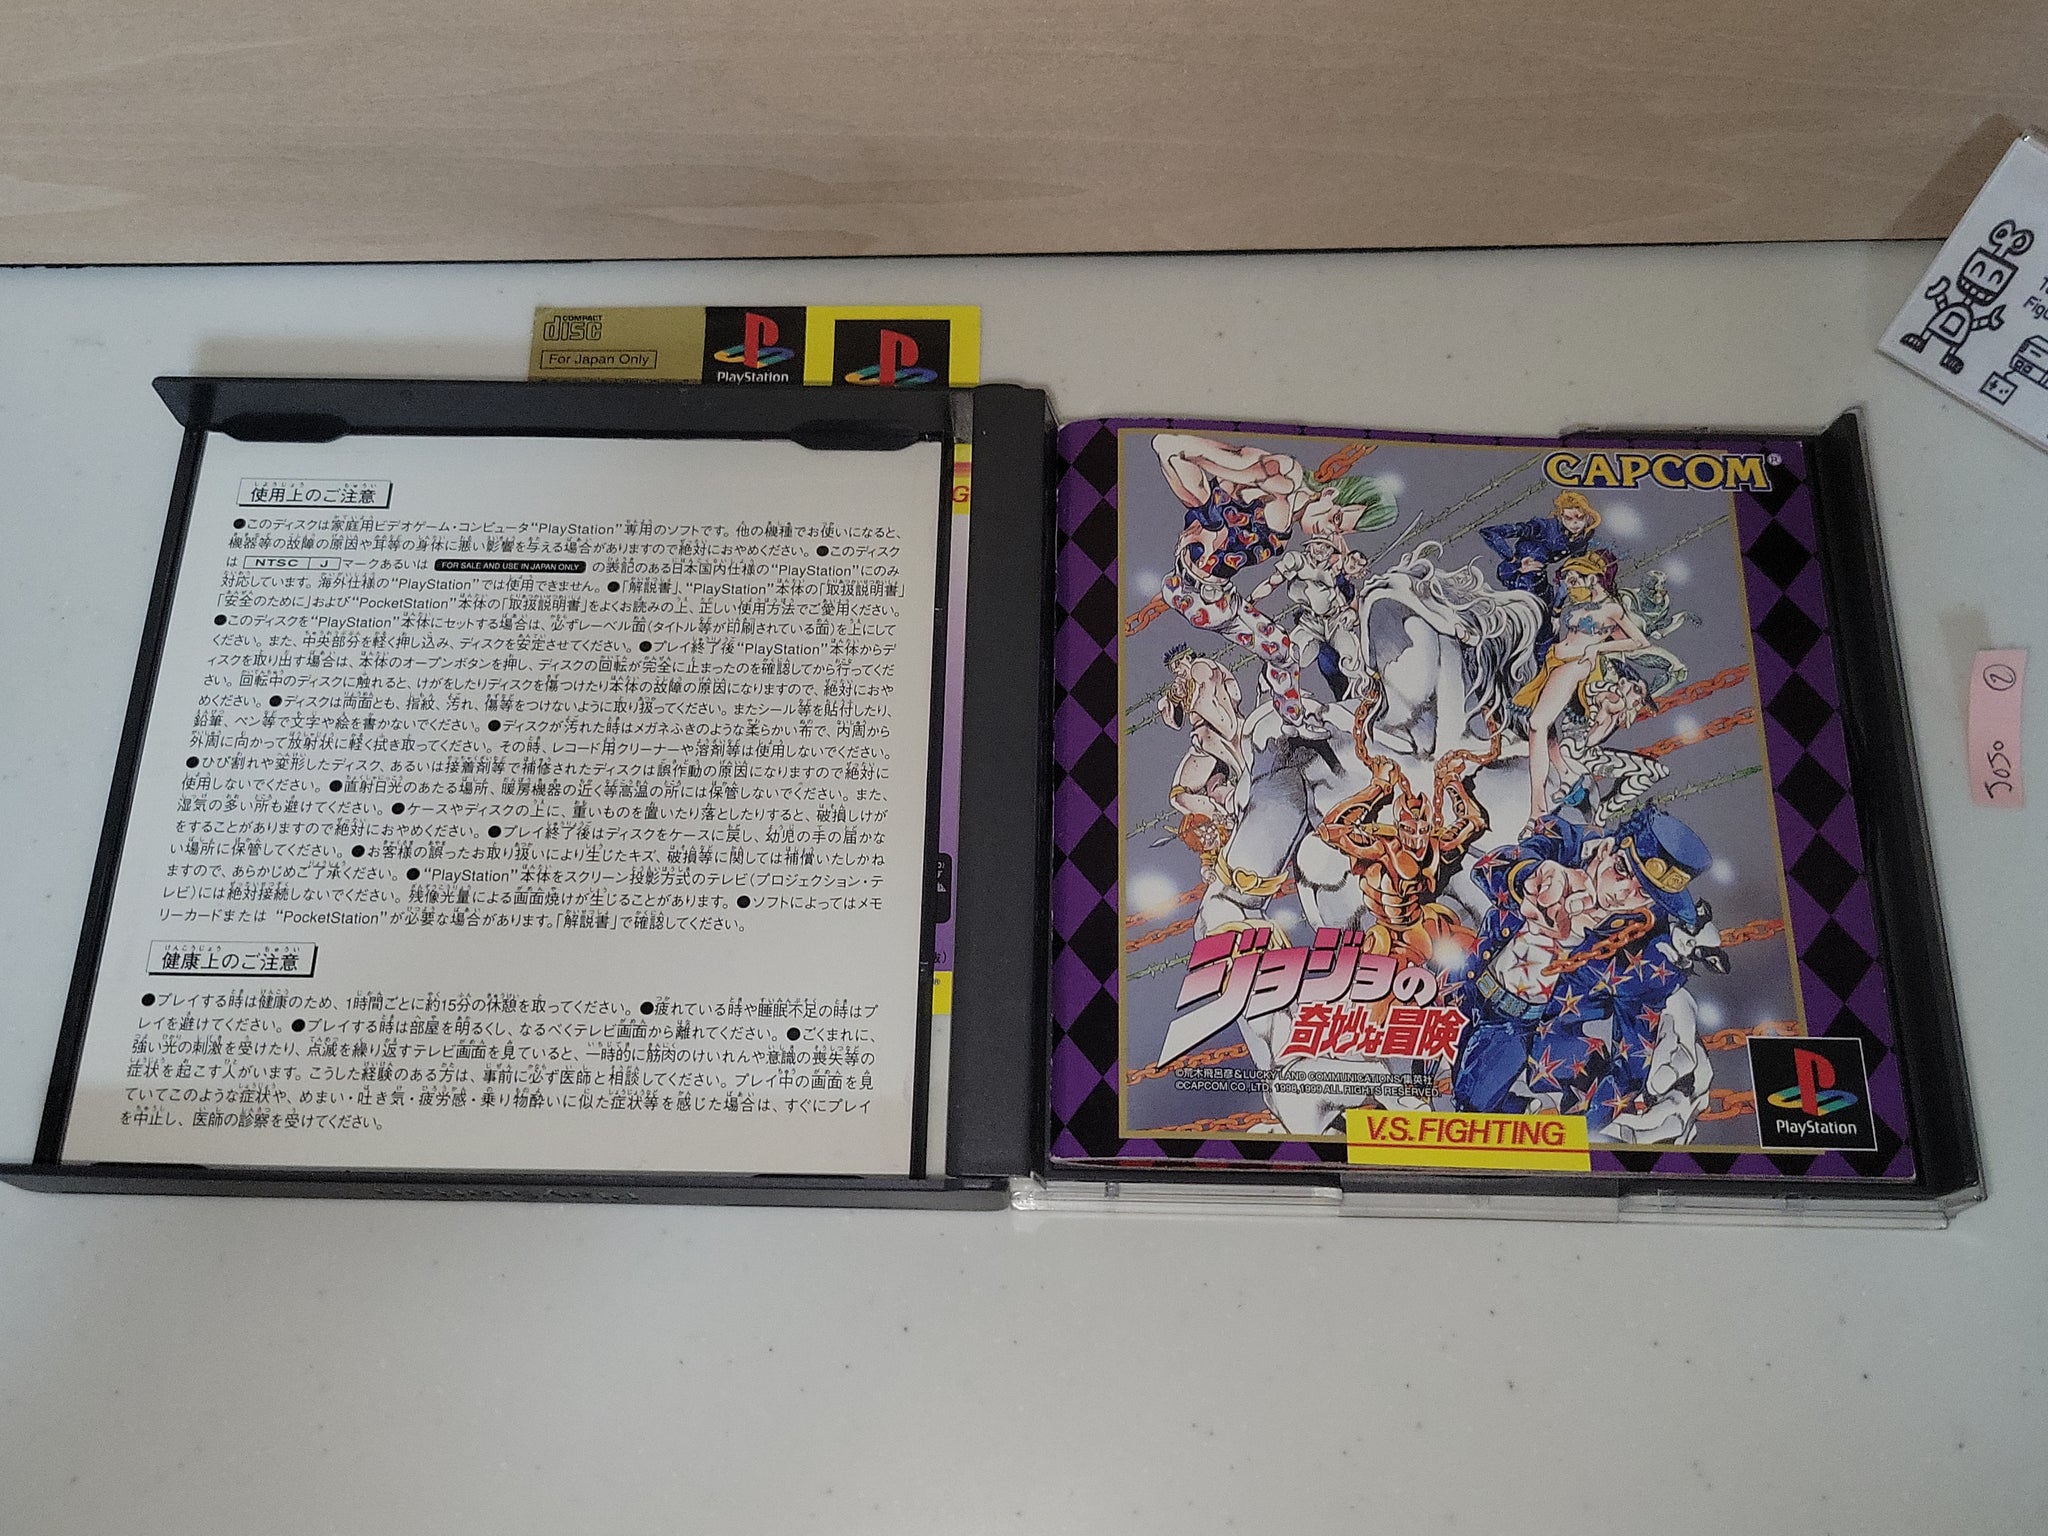 COMPACT
disc
For Japan Only
PlayStation
使用上のご注意
●このディスクは家庭用ビデオゲーム・コンピュータ“PlayStation”専用のソフトです。他の機種でお使いになると、
機器等の故障の原因や耳等の身体に悪い影響を与える場合がありますので絶対におやめください。●このディスク
は NTSC J マークあるいは FOR SALE AND USE IN JAPAN ONLY の表記のある日本国内仕様の“PlayStation”にのみ
対応しています。海外仕様の“PlayStation”では使用できません。●「解説書」、“PlayStation”本体の「取扱説明書」
「安全のために」および“PocketStation”本体の「取扱説明書」をよくお読みの上、正しい使用方法でご愛用ください。
●このディスクを“PlayStation”本体にセットする場合は、必ずレーベル面(タイトル等が印刷されている面)を上にして
ください。また、中央部分を軽く押し込み、ディスクを安定させてください。●プレイ終了後“PlayStation”本体からデ
ィスクを取り出す場合は、本体のオープンボタンを押し、ディスクの回転が完全に止まったのを確認してから行ってくだ
さい。回転中のディスクに触れると、けがをしたりディスクを傷つけたり本体の故障の原因になりますので、絶対におや
めください。●ディスクは両面とも、指紋、汚れ、傷等をつけないように取り扱ってください。またシール等を貼付したり、
鉛筆、ペン等で文字や絵を書かないでください。●ディスクが汚れた時はメガネふきのような柔らかい布で、内周から
外周に向かって放射状に軽く拭き取ってください。その時、レコード用クリーナーや溶剤等は使用しないでください。
●ひび割れや変形したディスク、あるいは接着剤等で補修されたディスクは誤作動の原因になりますので絶対に
使用しないでください。●直射日光のあたる場所、暖房機器の近く等高温の所には保管しないでください。また、
湿気の多い所も避けてください。●ケースやディスクの上に、重いものを置いたり落としたりすると、破損しけが
をすることがありますので絶対におやめください。●プレイ終了後はディスクをケースに戻し、幼児の手の届かな
い場所に保管してください。●お客様の誤ったお取り扱いにより生じたキズ、破損等に関しては補償いたしかね
ますので、あらかじめご了承ください。●“PlayStation”本体をスクリーン投影方式のテレビ(プロジェクション・テ
レビ)には絶対接続しないでください。残像光量による画面焼けが生じることがあります。●ソフトによってはメモ
リーカードまたは “PocketStation”が必要な場合があります。「解説書」で確認してください。
健康上のご注意
●プレイする時は健康のため、1時間ごとに約15分の休憩を取ってください。●疲れている時や睡眠不足の時はプ
レイを避けてください。●プレイする時は部屋を明るくし、なるべくテレビ画面から離れてください。●ごくまれに、
強い光の刺激を受けたり、点滅を繰り返すテレビ画面を見ていると、一時的に筋肉のけいれんや意識の喪失等の
症状を起こす人がいます。こうした経験のある方は、事前に必ず医師と相談してください。プレイ中の画面を見
ていてこのような症状や、めまい・吐き気・疲労感・乗り物酔いに似た症状等を感じた場合は、すぐにプレイ
を中止し、医師の診察を受けてください。
CAPCOM®
ジョジョの
奇妙な冒険
©荒木飛呂彦&LUCKY LAND COMMUNICATIONS/集英社
©CAPCOM CO.,LTD. 1998,1999 ALL RIGHTS RESERVED.
V.S. FIGHTING
PlayStation
JOJO ②